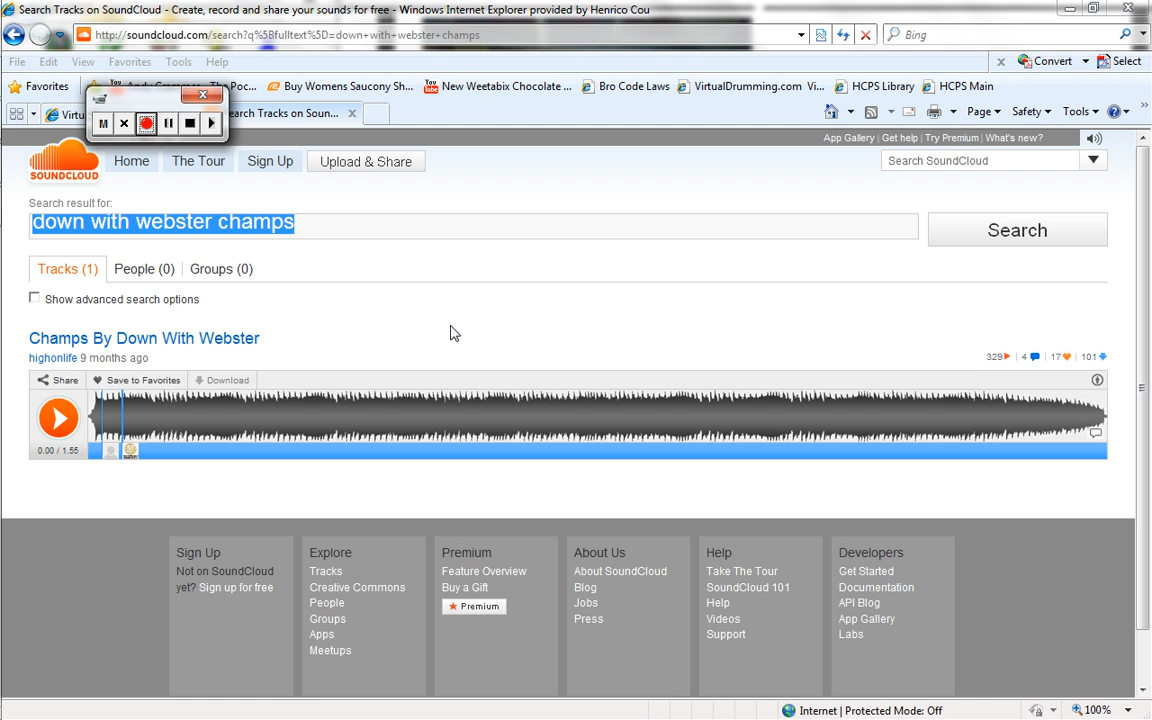 Search Tracks on SoundCloud - Create, record and share your sounds for free - Windows Internet Explorer provided by Henrico Cou
http://soundcloud.com/search?q%5Bfulltext%5D=down+with+webster+champs
Bing
File Edit View Favorites Tools Help
Convert Select
Favorites
Poc... Buy Womens Saucony Sh... New Weetabix Chocolate ... Bro Code Laws VirtualDrumming.com Vi... HCPS Library HCPS Main
Virtu
earch Tracks on Soun...
Page Safety Tools
M
App Gallery | Get help | Try Premium | What's new?
SOUNDCLOUD
Home The Tour Sign Up Upload & Share
Search SoundCloud
Search result for:
down with webster champs
Search
Tracks (1) People (0) Groups (0)
Show advanced search options
Champs By Down With Webster
highonlife 9 months ago
329 4 17 101
Share Save to Favorites Download
0.00 / 1.55
Sign Up
Not on SoundCloud
yet? Sign up for free
Explore
Tracks
Creative Commons
People
Groups
Apps
Meetups
Premium
Feature Overview
Buy a Gift
Premium
About Us
About SoundCloud
Blog
Jobs
Press
Help
Take The Tour
SoundCloud 101
Help
Videos
Support
Developers
Get Started
Documentation
API Blog
App Gallery
Labs
Internet | Protected Mode: Off
100%